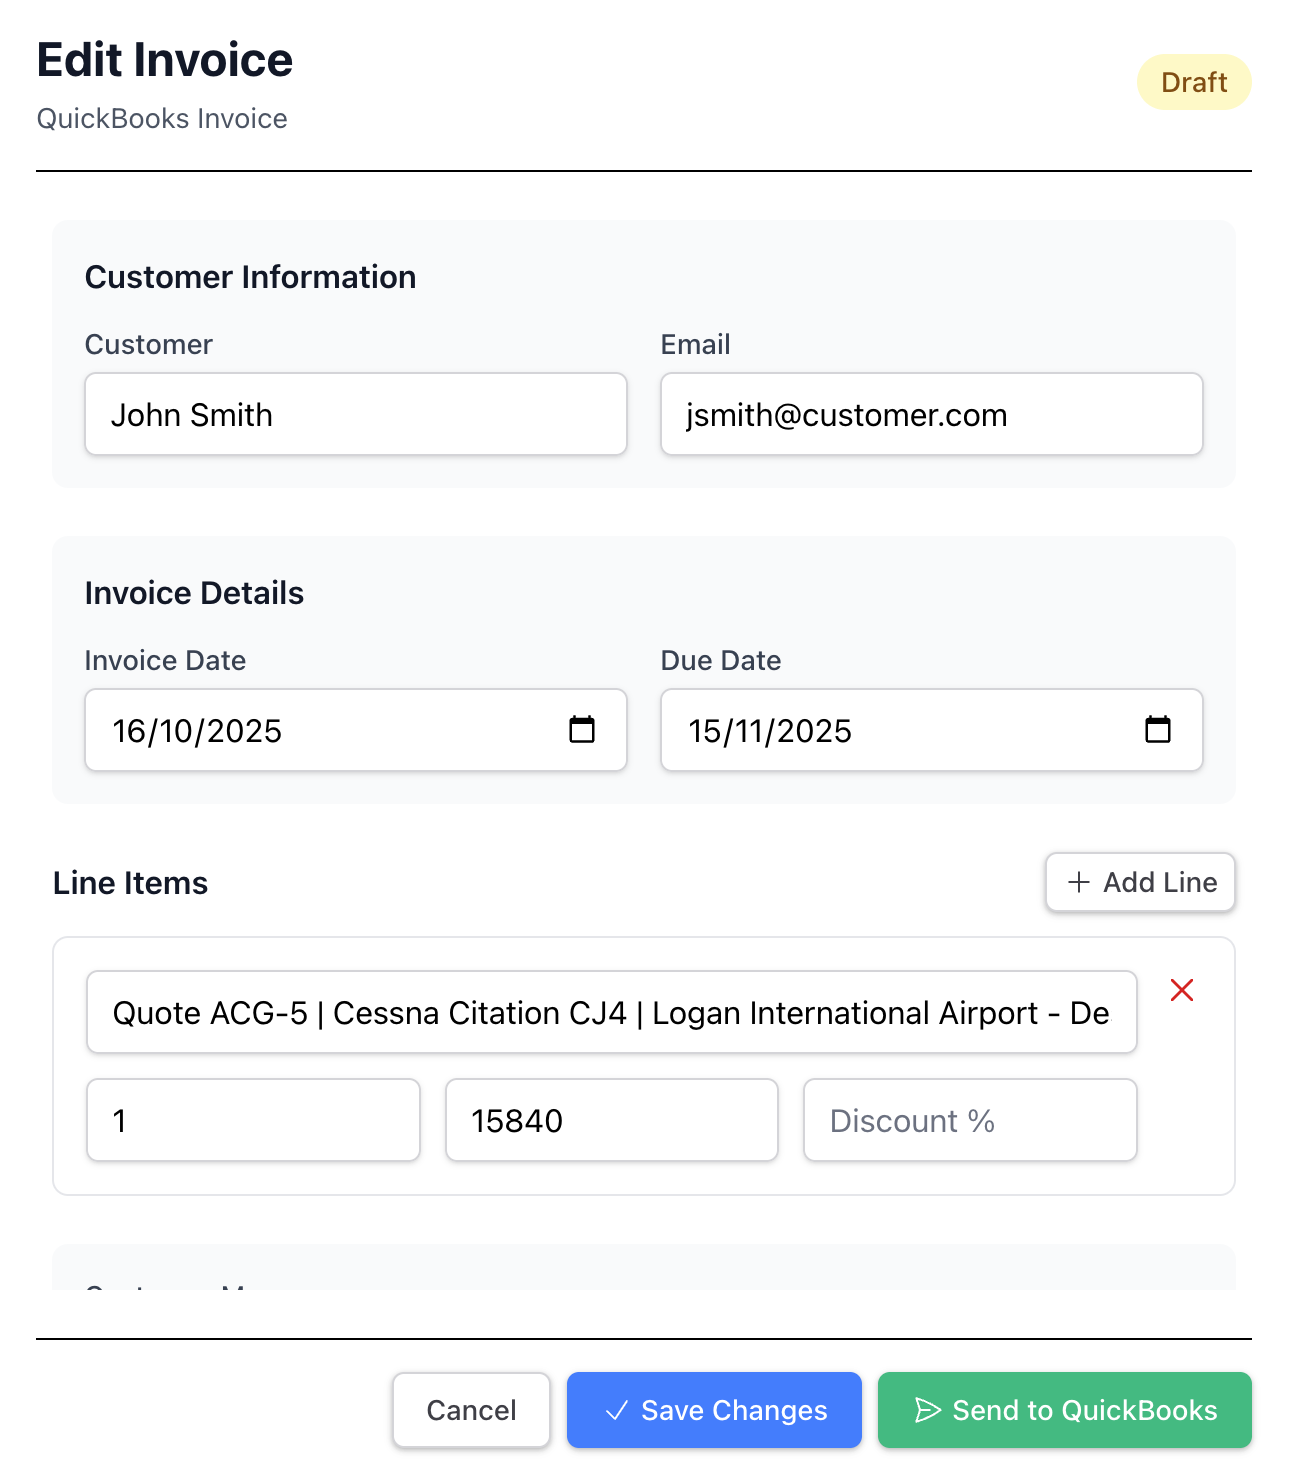 Edit Invoice
Draft
QuickBooks Invoice
Customer Information
Customer
Email
John Smith
jsmith@customer.com
Invoice Details
Invoice Date
Due Date
16/10/2025
15/11/2025
Line Items
+ Add Line
Quote ACG-5 | Cessna Citation CJ4 | Logan International Airport - De
1
15840
Discount %
Cancel
Save Changes
Send to QuickBooks